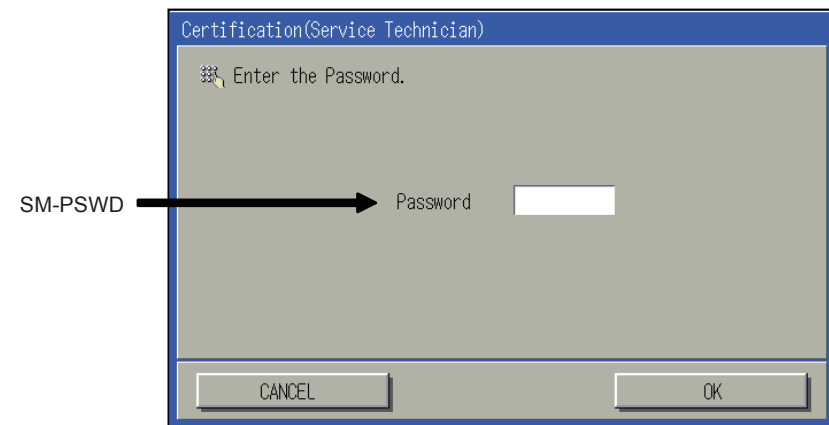 Certification(Service Technician)
Enter the Password.
SM-PSWD
Password
CANCEL
OK